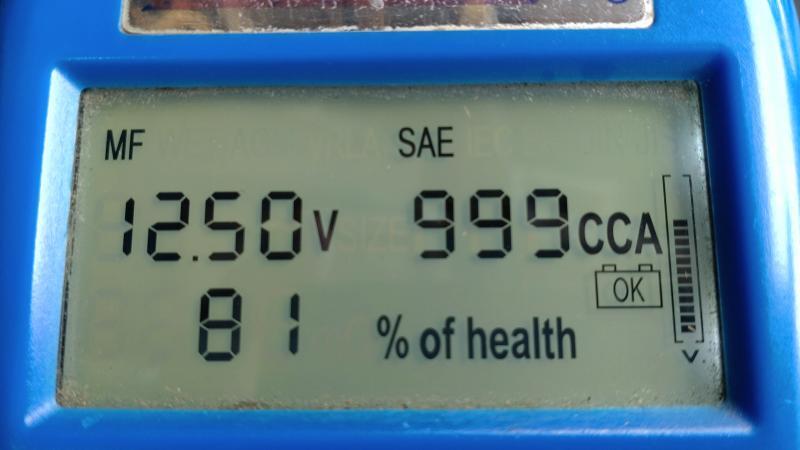 MF SAE
12.50V 999CCA
OK
81 % of health